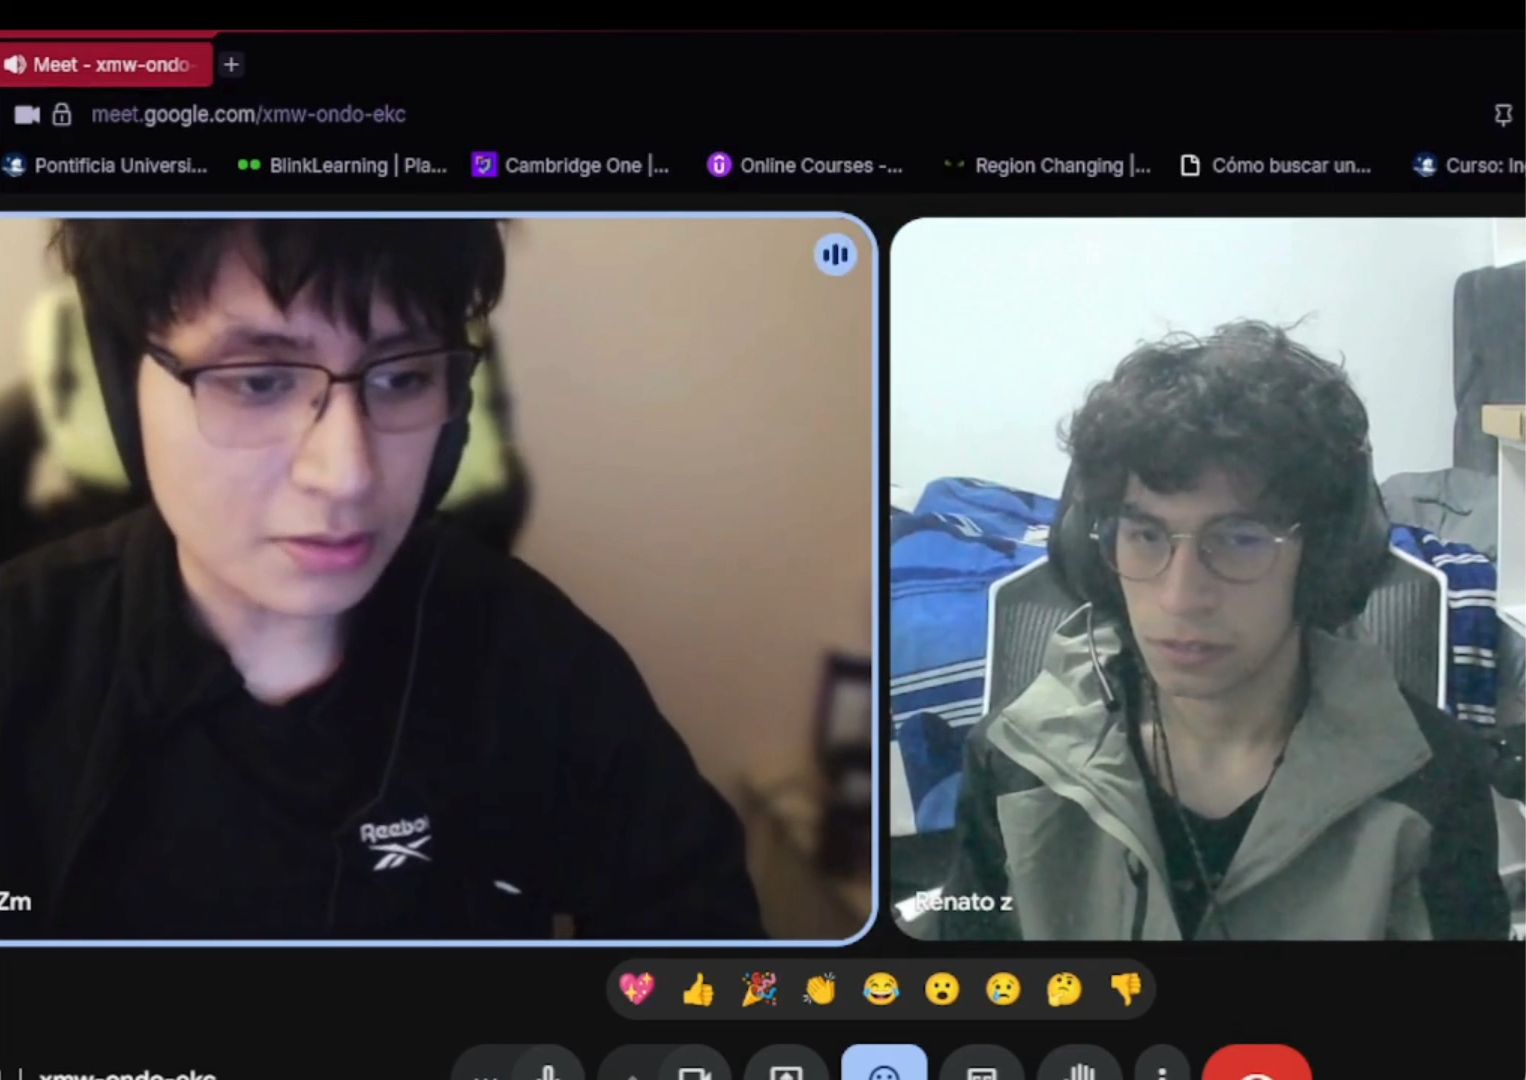 Meet - xmw-ondo-
meet.google.com/xmw-ondo-ekc
Pontificia Universi... BlinkLearning | Pla... Cambridge One |... Online Courses -... Region Changing |... Cómo buscar un... Curso: In
Reebok
Zm
Renato z
xmw-ondo-ekc